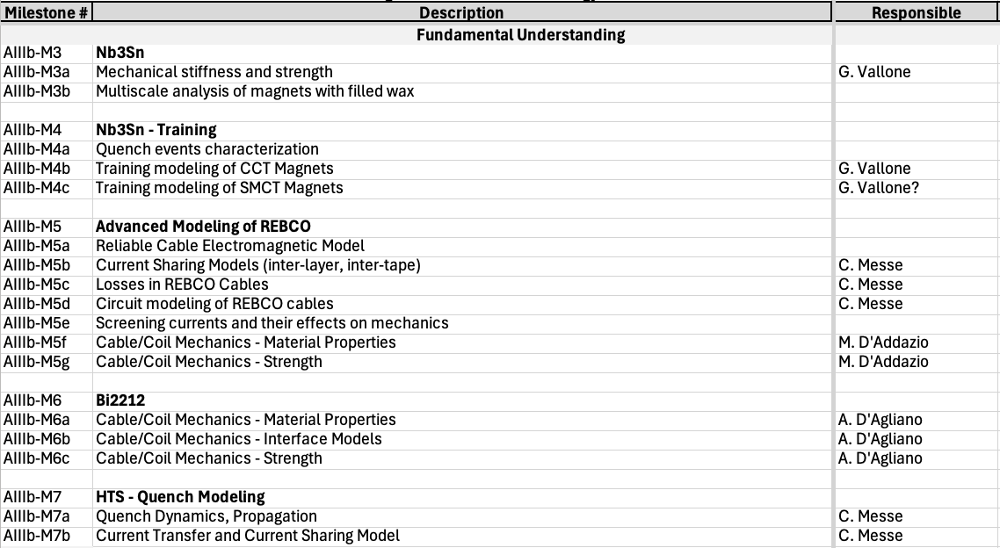 Milestone # Description Responsible
Fundamental Understanding
AIIIb-M3 Nb3Sn
AIIIb-M3a Mechanical stiffness and strength G. Vallone
AIIIb-M3b Multiscale analysis of magnets with filled wax
AIIIb-M4 Nb3Sn - Training
AIIIb-M4a Quench events characterization
AIIIb-M4b Training modeling of CCT Magnets G. Vallone
AIIIb-M4c Training modeling of SMCT Magnets G. Vallone?
AIIIb-M5 Advanced Modeling of REBCO
AIIIb-M5a Reliable Cable Electromagnetic Model
AIIIb-M5b Current Sharing Models (inter-layer, inter-tape) C. Messe
AIIIb-M5c Losses in REBCO Cables C. Messe
AIIIb-M5d Circuit modeling of REBCO cables C. Messe
AIIIb-M5e Screening currents and their effects on mechanics
AIIIb-M5f Cable/Coil Mechanics - Material Properties M. D'Addazio
AIIIb-M5g Cable/Coil Mechanics - Strength M. D'Addazio
AIIIb-M6 Bi2212
AIIIb-M6a Cable/Coil Mechanics - Material Properties A. D'Agliano
AIIIb-M6b Cable/Coil Mechanics - Interface Models A. D'Agliano
AIIIb-M6c Cable/Coil Mechanics - Strength A. D'Agliano
AIIIb-M7 HTS - Quench Modeling
AIIIb-M7a Quench Dynamics, Propagation C. Messe
AIIIb-M7b Current Transfer and Current Sharing Model C. Messe